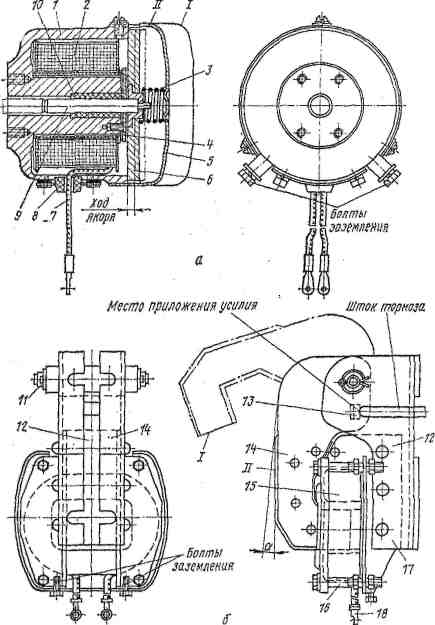 10 1 2 II I
3
4
5
6
9 8 7
Ход
якоря
Болты
заземления
а
Место приложения усилия
Шток тормоза
11
12
14
13
I
14
II
15
12
α
17
16
18
Болты
заземления
б